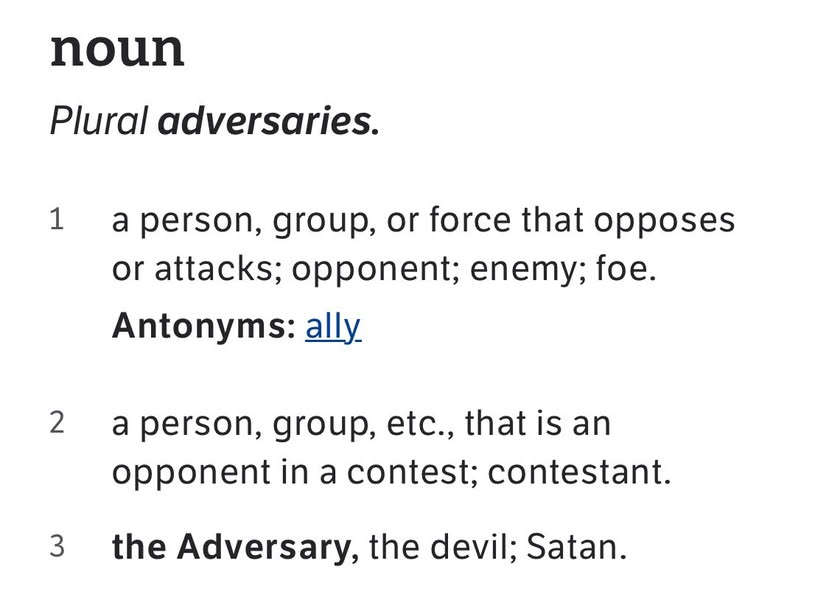 noun
Plural adversaries.
1 a person, group, or force that opposes
or attacks; opponent; enemy; foe.
Antonyms: ally
2 a person, group, etc., that is an
opponent in a contest; contestant.
3 the Adversary, the devil; Satan.